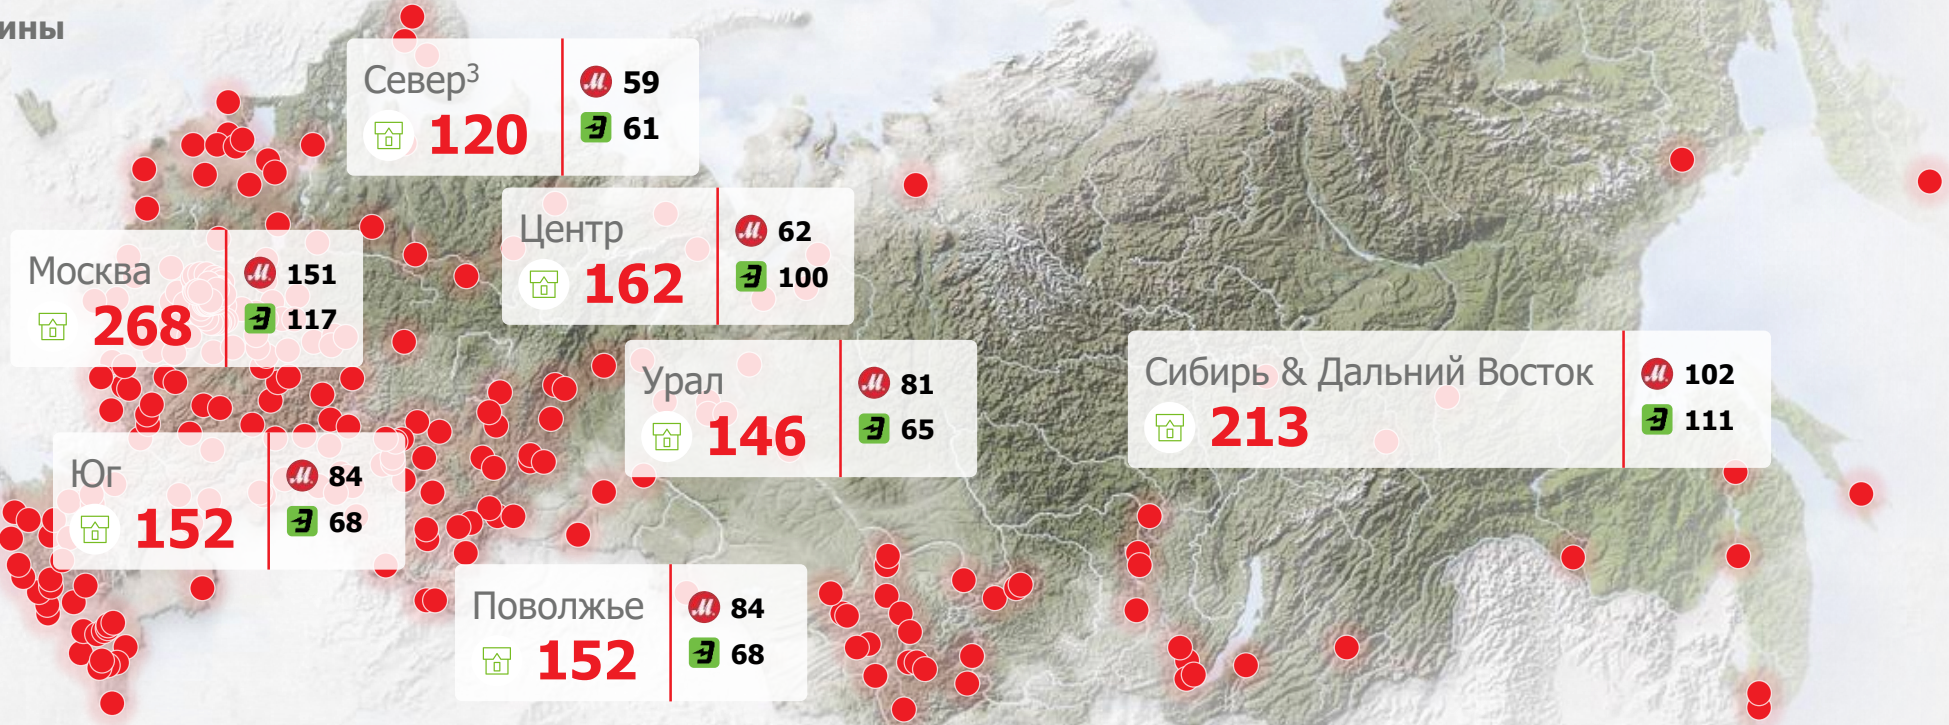 ины
Север³
120
59
61
Центр
162
62
100
Москва
268
151
117
Урал
146
81
65
Сибирь & Дальний Восток
213
102
111
Юг
152
84
68
Поволжье
152
84
68